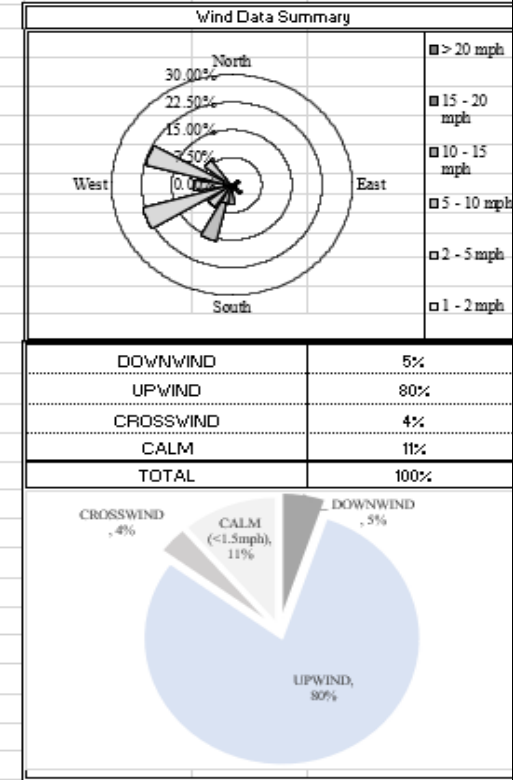 Wind Data Summary
North
30.00%
22.50%
15.00%
7.50%
0.00%
West
East
South
> 20 mph
15 - 20
mph
10 - 15
mph
5 - 10 mph
2 - 5 mph
1 - 2 mph
DOWNWIND 5%
UPWIND 80%
CROSSWIND 4%
CALM 11%
TOTAL 100%
CROSSWIND
, 4%
CALM
(<1.5mph),
11%
DOWNWIND
, 5%
UPWIND,
80%